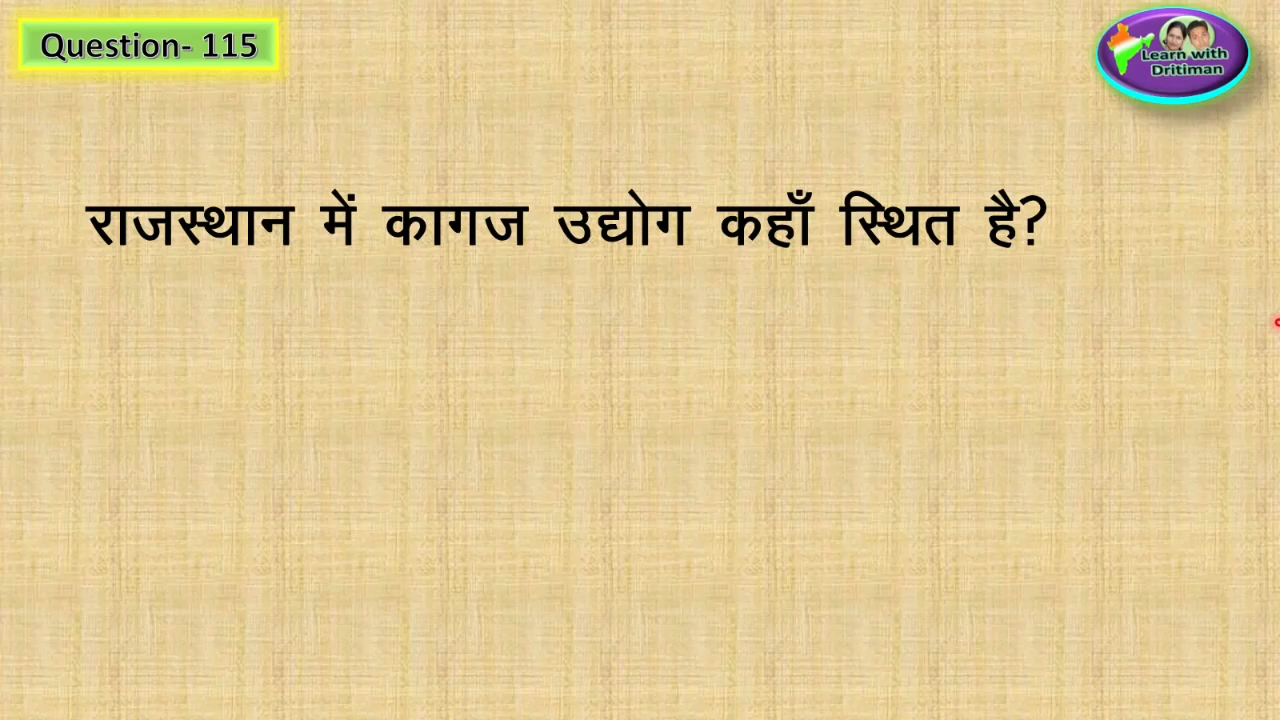 Question- 115
Learn with
Dritiman
राजस्थान में कागज उद्योग कहाँ स्थित है?